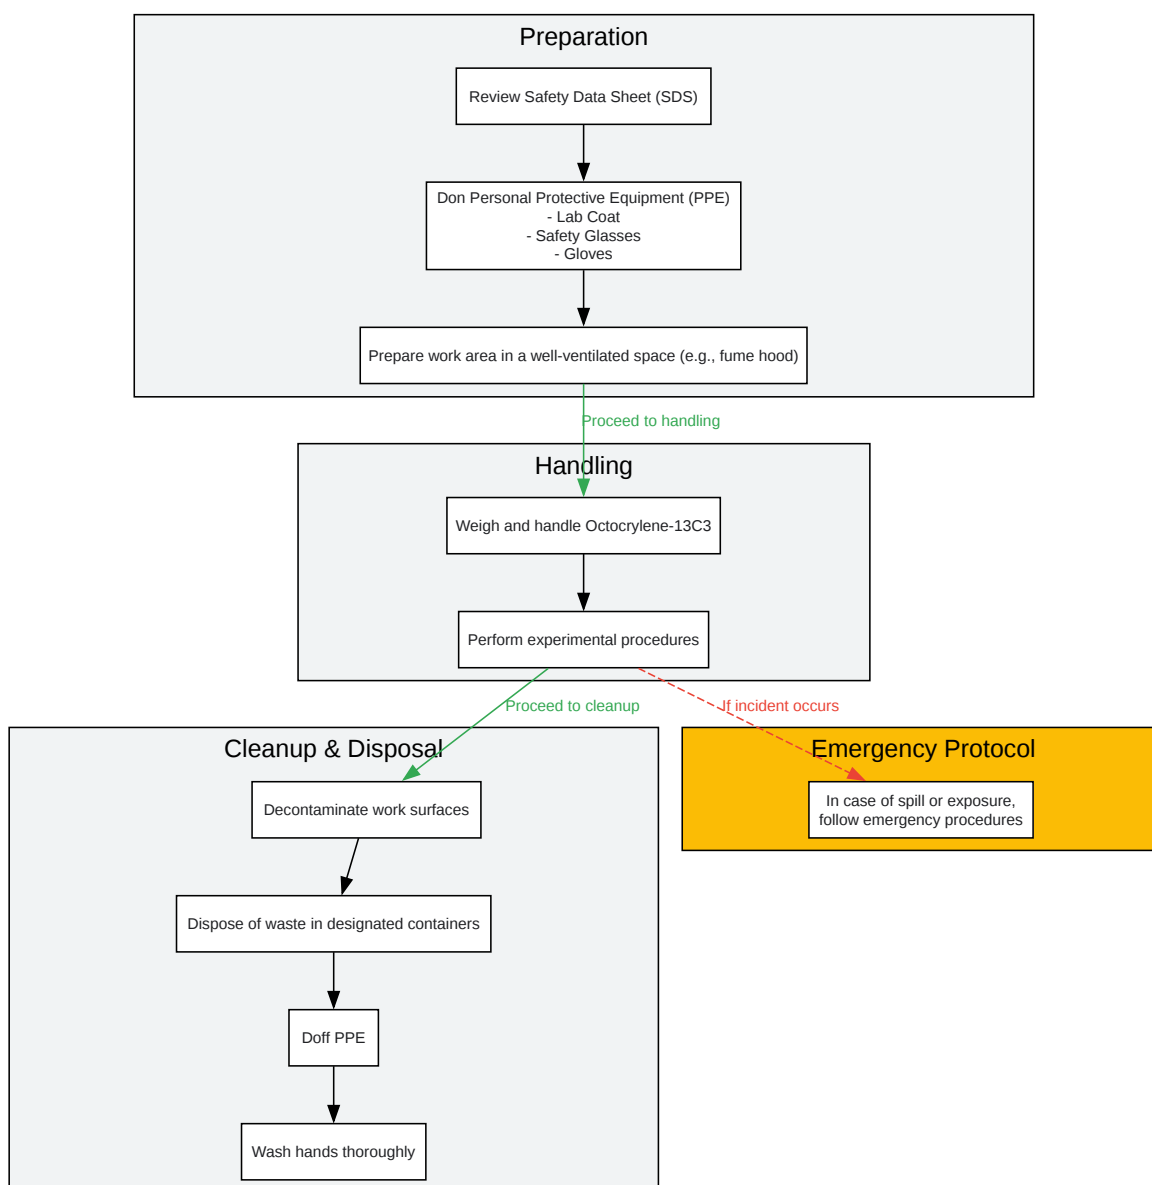 Preparation
Review Safety Data Sheet (SDS)
Don Personal Protective Equipment (PPE)
- Lab Coat
- Safety Glasses
- Gloves
Prepare work area in a well-ventilated space (e.g., fume hood)
Proceed to handling
Handling
Weigh and handle Octocrylene-13C3
Perform experimental procedures
Proceed to cleanup
If incident occurs
Cleanup & Disposal
Decontaminate work surfaces
Dispose of waste in designated containers
Doff PPE
Wash hands thoroughly
Emergency Protocol
In case of spill or exposure,
follow emergency procedures